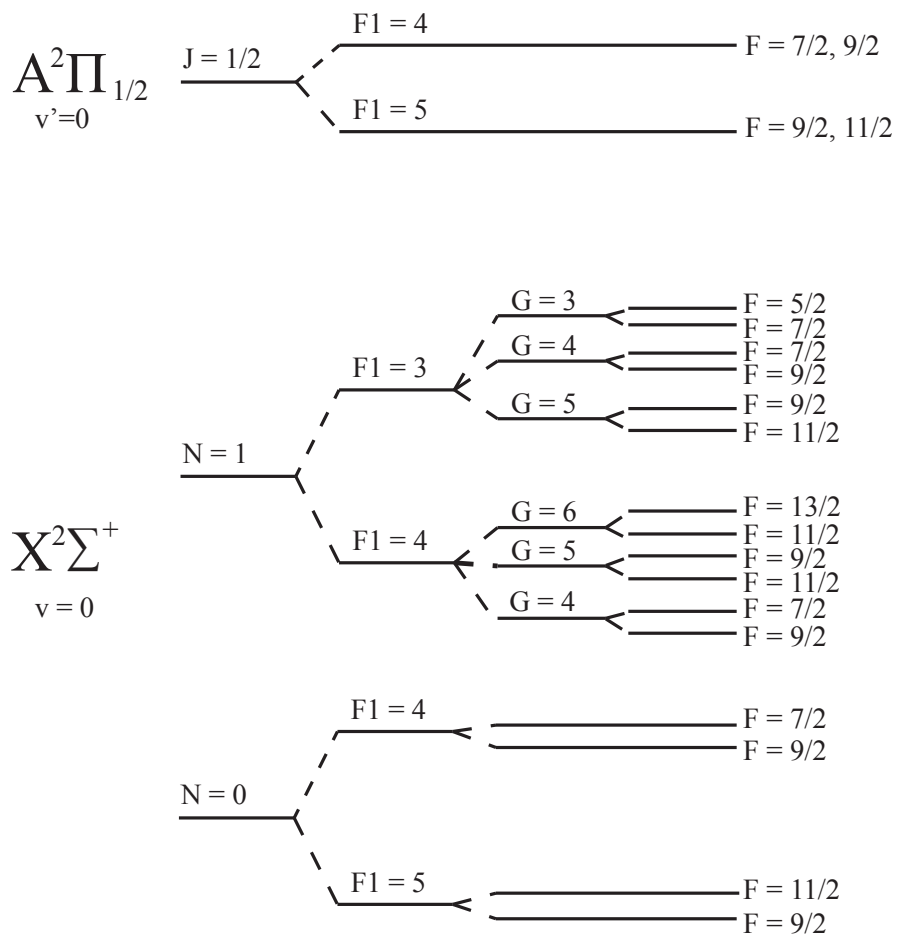 F1 = 4
A²Π₁/₂ J = 1/2 F = 7/2, 9/2
v'=0
F1 = 5 F = 9/2, 11/2
G = 3 F = 5/2
F = 7/2
F1 = 3 G = 4 F = 7/2
F = 9/2
G = 5 F = 9/2
F = 11/2
N = 1
G = 6 F = 13/2
F = 11/2
X²Σ⁺ F1 = 4 G = 5 F = 9/2
F = 11/2
v = 0 G = 4 F = 7/2
F = 9/2
F1 = 4 F = 7/2
F = 9/2
N = 0
F1 = 5 F = 11/2
F = 9/2